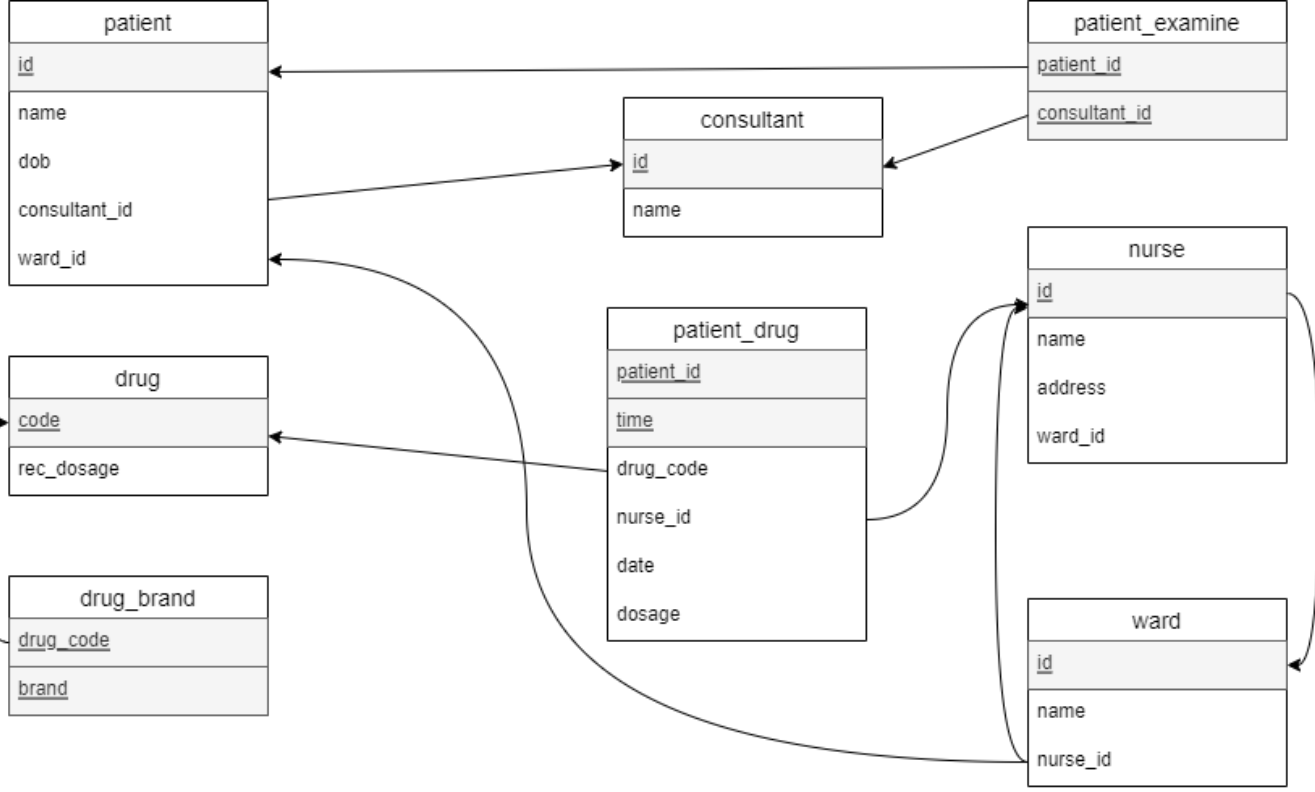 patient
id
name
dob
consultant_id
ward_id
patient_examine
patient_id
consultant_id
consultant
id
name
nurse
id
name
address
ward_id
patient_drug
patient_id
time
drug_code
nurse_id
date
dosage
drug
code
rec_dosage
drug_brand
drug_code
brand
ward
id
name
nurse_id